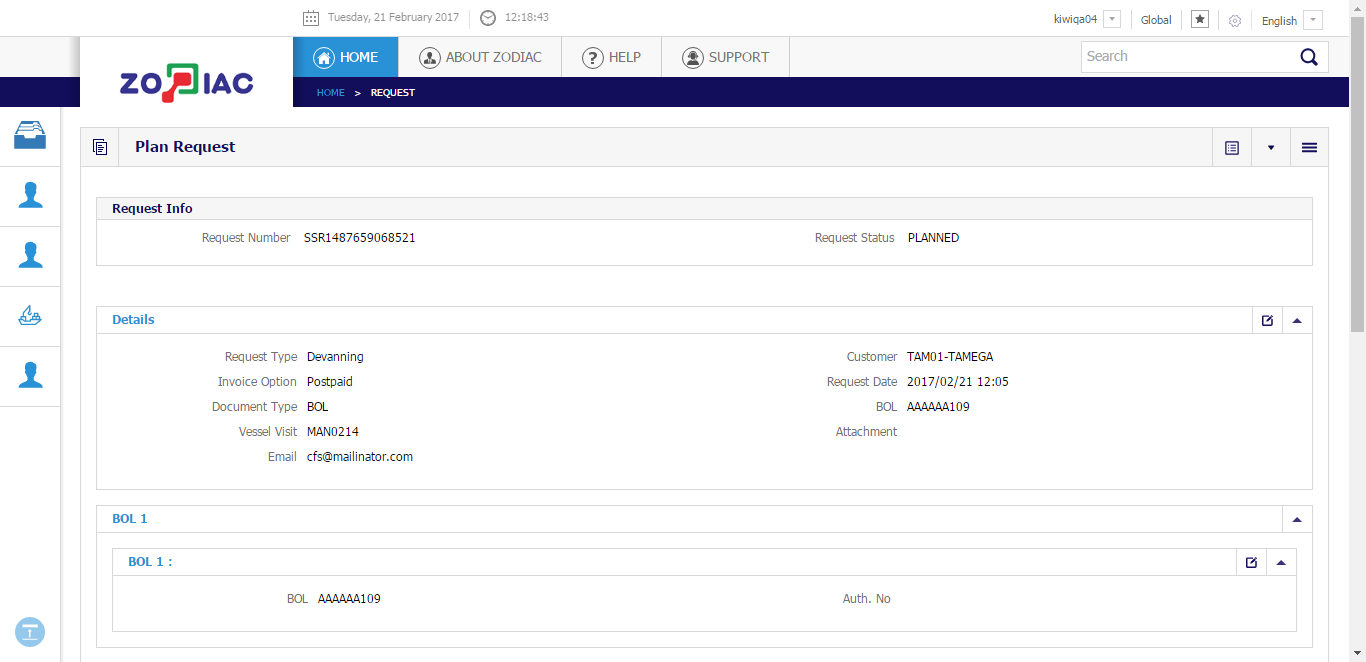 Tuesday, 21 February 2017 12:18:43 kiwiqa04 Global English
ZODIAC HOME ABOUT ZODIAC ? HELP SUPPORT Search
HOME > REQUEST
Plan Request
Request Info
Request Number SSR1487659068521 Request Status PLANNED
Details
Request Type Devanning Customer TAM01-TAMEGA
Invoice Option Postpaid Request Date 2017/02/21 12:05
Document Type BOL BOL AAAAAA109
Vessel Visit MAN0214 Attachment
Email cfs@mailinator.com
BOL 1
BOL 1 :
BOL AAAAAA109 Auth. No